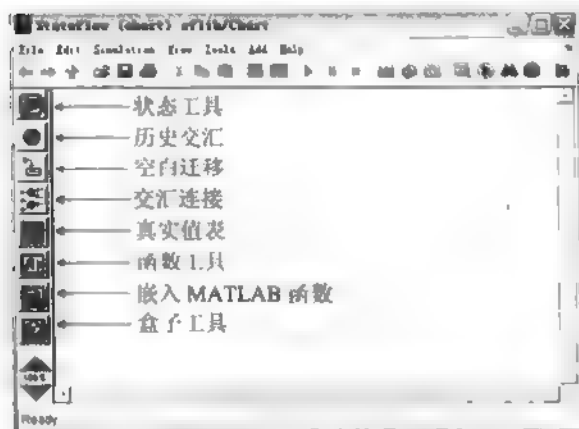 Stateflow (chart) sflib/Chart
File Edit Simulation View Tools Add Help
状态工具
历史交汇
空白迁移
交汇连接
真实值表
函数工具
嵌入 MATLAB 函数
盒子工具
Ready